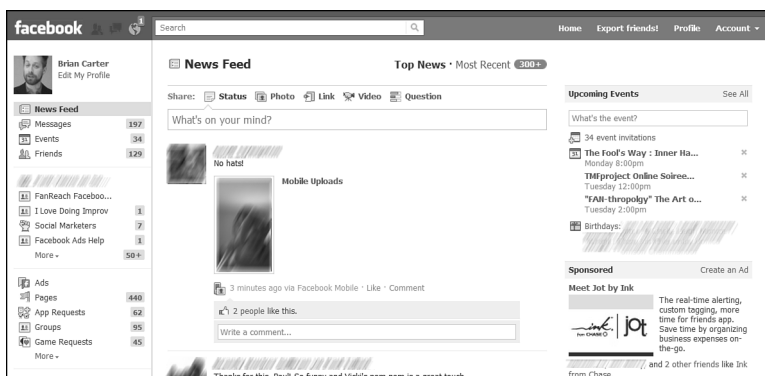 facebook
1
Search
Home Export friends! Profile Account
Brian Carter
Edit My Profile
News Feed
Messages 197
Events 34
Friends 129
FanReach Faceboo...
I Love Doing Improv 1
Social Marketers 7
Facebook Ads Help 1
More 50+
Ads
Pages 440
App Requests 62
Groups 95
Game Requests 45
More
News Feed
Top News · Most Recent 300+
Share: Status Photo Link Video Question
What's on your mind?
No hats!
Mobile Uploads
3 minutes ago via Facebook Mobile · Like · Comment
2 people like this.
Write a comment...
Upcoming Events See All
What's the event?
34 event invitations
31 The Fool's Way : Inner Ha...
Monday 8:00pm
TMFproject Online Soiree...
Tuesday 12:00pm
"FAN-thropolgy" The Art o...
Tuesday 2:00pm
Birthdays:
Sponsored Create an Ad
Meet Jot by Ink
ink.
from CHASE
jot
The real-time alerting,
custom tagging, more
time for friends app.
Save time by organizing
business expenses on-
the-go.
and 2 other friends like Ink
from Chase